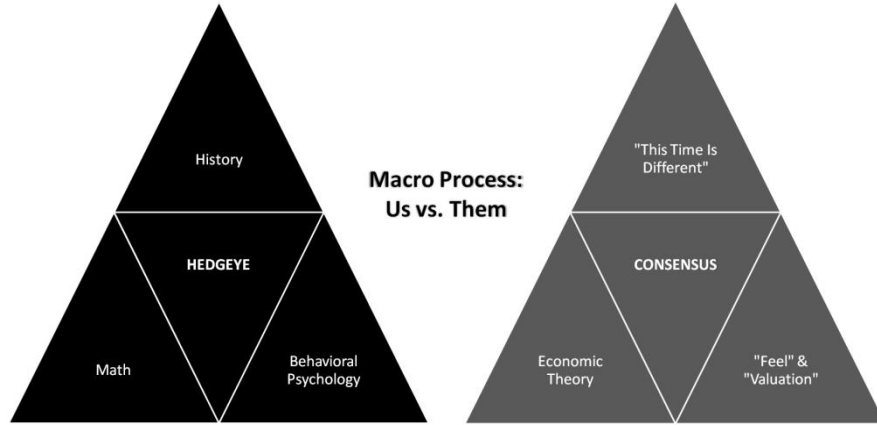 History
"This Time Is
Different"
Macro Process:
Us vs. Them
HEDGEYE
CONSENSUS
Math
Behavioral
Psychology
Economic
Theory
"Feel" &
"Valuation"